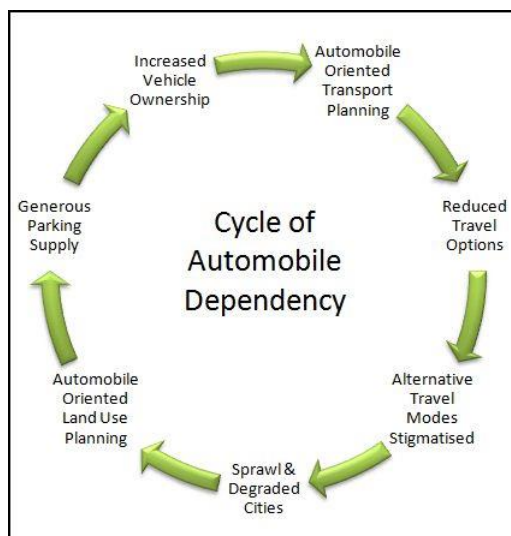 Increased
Vehicle
Ownership
Automobile
Oriented
Transport
Planning
Reduced
Travel
Options
Alternative
Travel
Modes
Stigmatised
Sprawl &
Degraded
Cities
Automobile
Oriented
Land Use
Planning
Generous
Parking
Supply
Cycle of
Automobile
Dependency